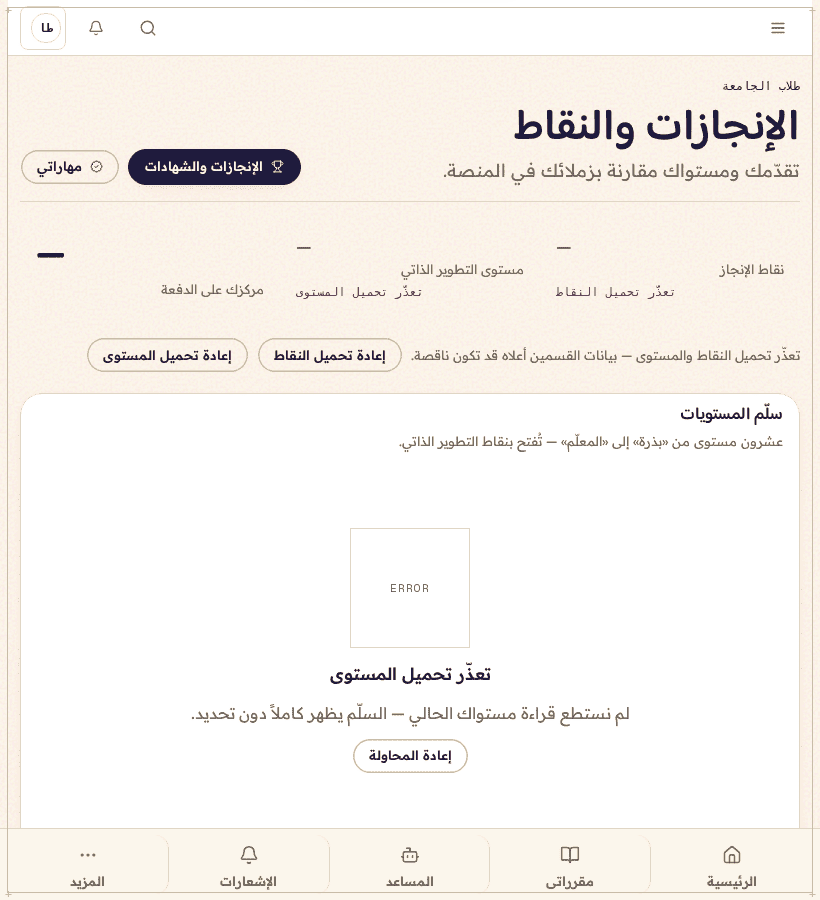 طا
طلاب الجامعة
الإنجازات والنقاط
تقدّمك ومستواك مقارنة بزملائك في المنصة.
الإنجازات والشهادات
مهاراتي
—
نقاط الإنجاز
تعذّر تحميل النقاط
—
مستوى التطوير الذاتي
تعذّر تحميل المستوى
—
مركزك على الدفعة
تعذّر تحميل النقاط والمستوى — بيانات القسمين أعلاه قد تكون ناقصة.
إعادة تحميل النقاط
إعادة تحميل المستوى
سلّم المستويات
عشرون مستوى من «بذرة» إلى «المعلّم» — تُفتح بنقاط التطوير الذاتي.
ERROR
تعذّر تحميل المستوى
لم نستطع قراءة مستواك الحالي — السلّم يظهر كاملاً دون تحديد.
إعادة المحاولة
الرئيسية
مقرراتي
المساعد
الإشعارات
المزيد